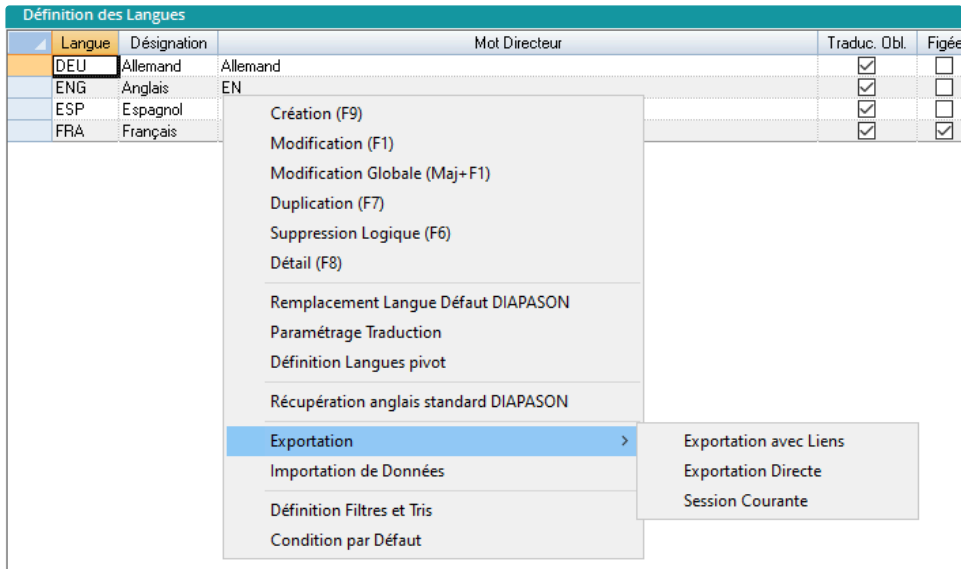 Définition des Langues
Langue Désignation Mot Directeur Traduc. Obl. Figée
DEU Allemand Allemand
ENG Anglais EN
ESP Espagnol
FRA Français
Création (F9)
Modification (F1)
Modification Globale (Maj+F1)
Duplication (F7)
Suppression Logique (F6)
Détail (F8)
Remplacement Langue Défaut DIAPASON
Paramétrage Traduction
Définition Langues pivot
Récupération anglais standard DIAPASON
Exportation > Exportation avec Liens
Importation de Données Exportation Directe
Session Courante
Définition Filtres et Tris
Condition par Défaut